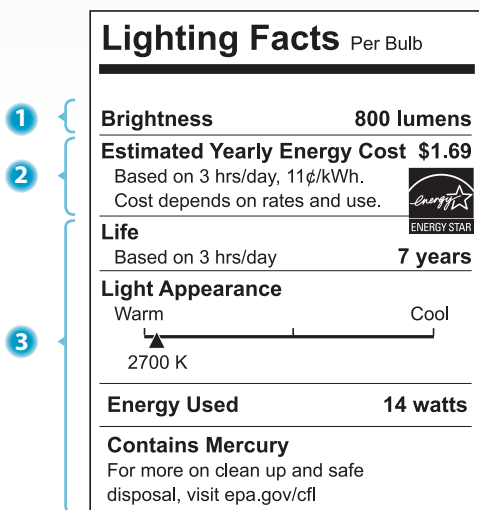 Lighting Facts Per Bulb
1
Brightness 800 lumens
2
Estimated Yearly Energy Cost $1.69
Based on 3 hrs/day, 11¢/kWh.
Cost depends on rates and use.
energy
ENERGY STAR
3
Life
Based on 3 hrs/day 7 years
Light Appearance
Warm Cool
2700 K
Energy Used 14 watts
Contains Mercury
For more on clean up and safe
disposal, visit epa.gov/cfl